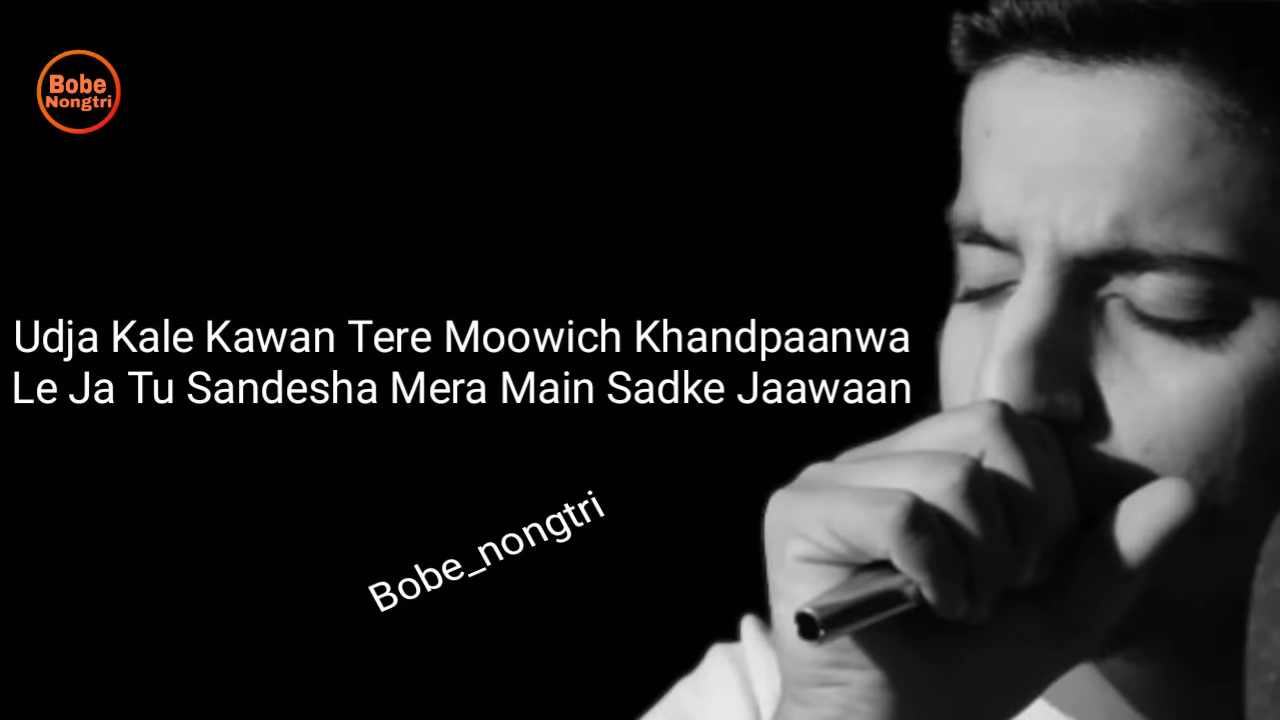 Bobe
Nongtri
Udja Kale Kawan Tere Moowich Khandpaanwa
Le Ja Tu Sandesha Mera Main Sadke Jaawaan
Bobe_nongtri